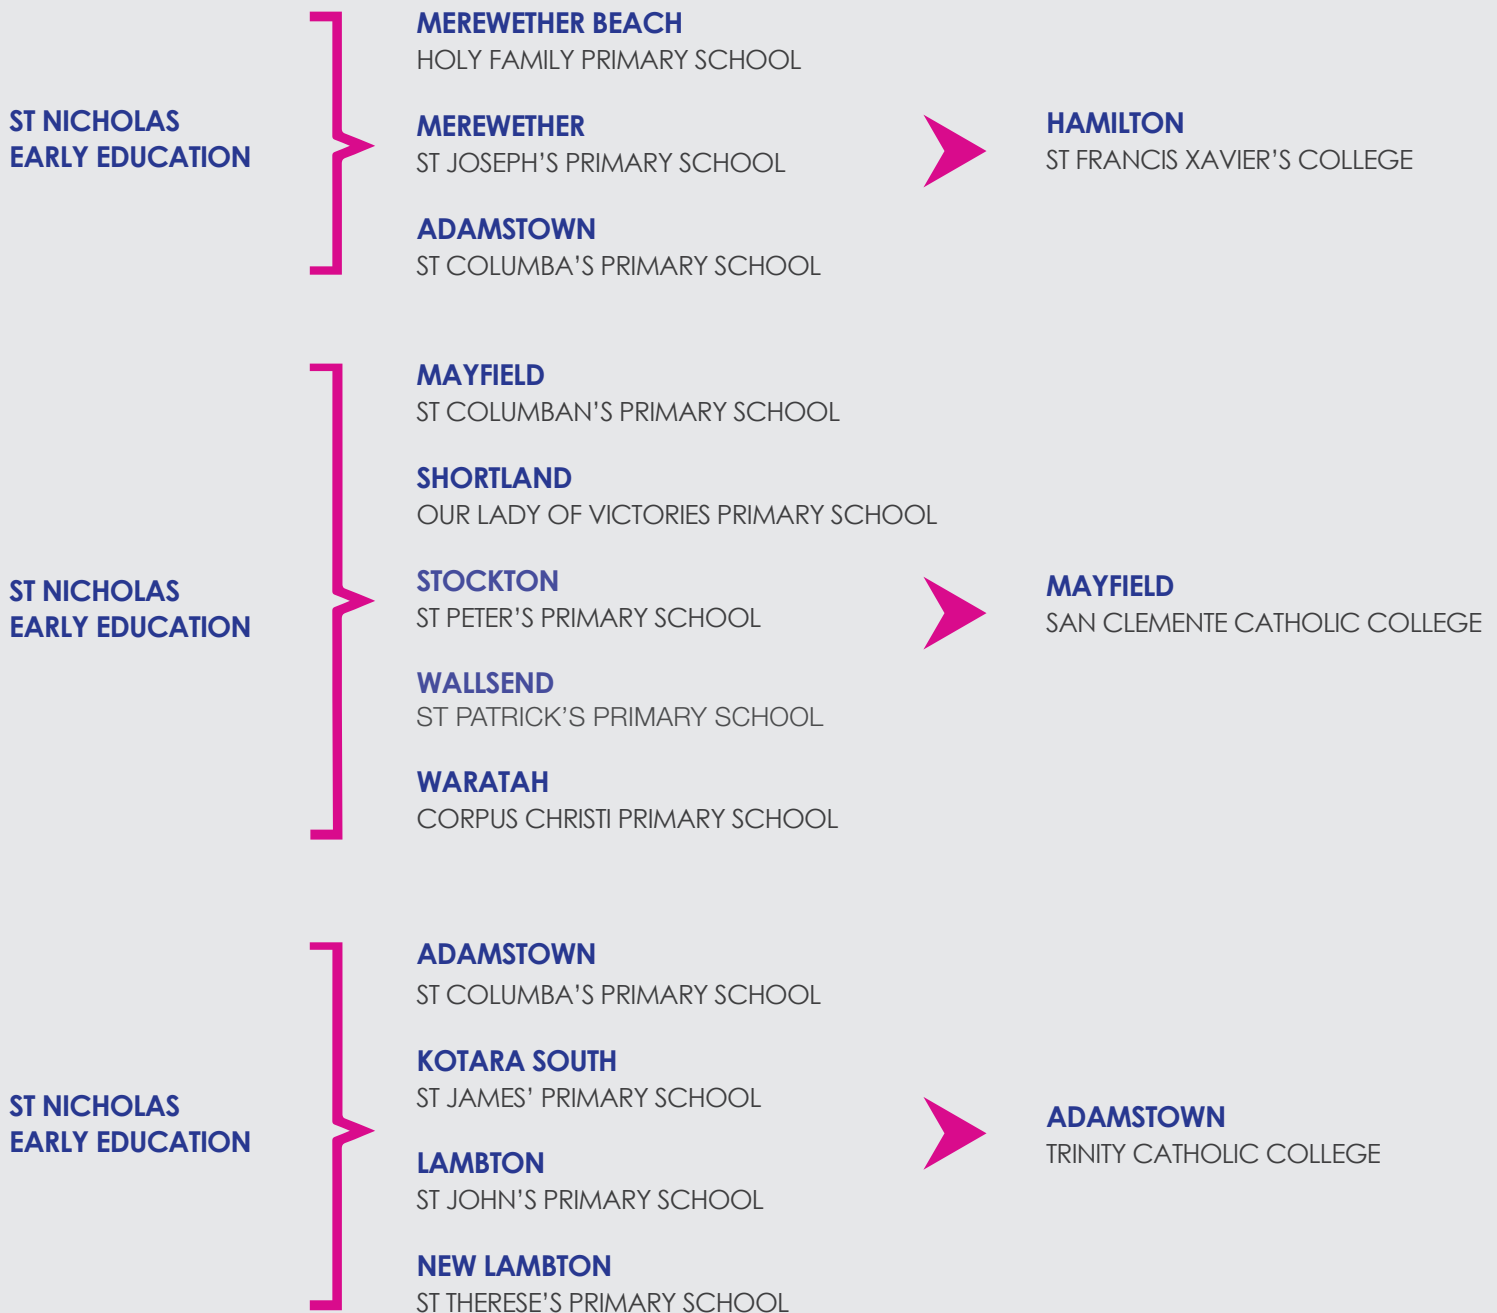 ST NICHOLAS
EARLY EDUCATION
MEREWETHER BEACH
HOLY FAMILY PRIMARY SCHOOL
MEREWETHER
ST JOSEPH’S PRIMARY SCHOOL
ADAMSTOWN
ST COLUMBA’S PRIMARY SCHOOL
HAMILTON
ST FRANCIS XAVIER’S COLLEGE
ST NICHOLAS
EARLY EDUCATION
MAYFIELD
ST COLUMBAN’S PRIMARY SCHOOL
SHORTLAND
OUR LADY OF VICTORIES PRIMARY SCHOOL
STOCKTON
ST PETER’S PRIMARY SCHOOL
WALLSEND
ST PATRICK’S PRIMARY SCHOOL
WARATAH
CORPUS CHRISTI PRIMARY SCHOOL
MAYFIELD
SAN CLEMENTE CATHOLIC COLLEGE
ST NICHOLAS
EARLY EDUCATION
ADAMSTOWN
ST COLUMBA’S PRIMARY SCHOOL
KOTARA SOUTH
ST JAMES’ PRIMARY SCHOOL
LAMBTON
ST JOHN’S PRIMARY SCHOOL
NEW LAMBTON
ST THERESE’S PRIMARY SCHOOL
ADAMSTOWN
TRINITY CATHOLIC COLLEGE